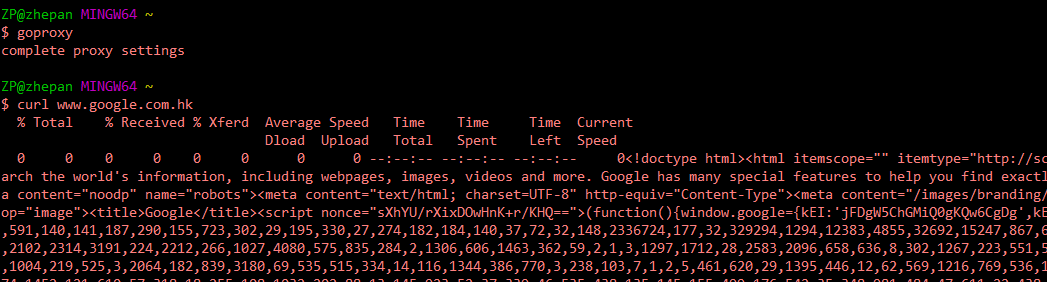 ZP@zhepan MINGW64 ~
$ goproxy
complete proxy settings
ZP@zhepan MINGW64 ~
$ curl www.google.com.hk
% Total % Received % Xferd Average Speed Time Time Time Current
Dload Upload Total Spent Left Speed
0 0 0 0 0 0 0 0 --:--:-- --:--:-- --:--:-- 0<!doctype html><html itemscope="" itemtype="http://sc
arch the world's information, including webpages, images, videos and more. Google has many special features to help you find exactl
a content="noodp" name="robots"><meta content="text/html; charset=UTF-8" http-equiv="Content-Type"><meta content="/images/branding/
op="image"><title>Google</title><script nonce="sXhYU/rXixDOwHnK+r/KHQ==">(function(){window.google={kEI:'jFDgW5ChGMiQ0gKQw6CgDg',kE
,591,140,141,187,290,155,723,302,29,195,330,27,274,182,184,140,37,72,32,148,2336724,177,32,329294,1294,12383,4855,32692,15247,867,6
,2102,2314,3191,224,2212,266,1027,4080,575,835,284,2,1306,606,1463,362,59,2,1,3,1297,1712,28,2583,2096,658,636,8,302,1267,223,551,5
,1004,219,525,3,2064,182,839,3180,69,535,515,334,14,116,1344,386,770,3,238,103,7,1,2,5,461,620,29,1395,446,12,62,569,1216,769,536,1